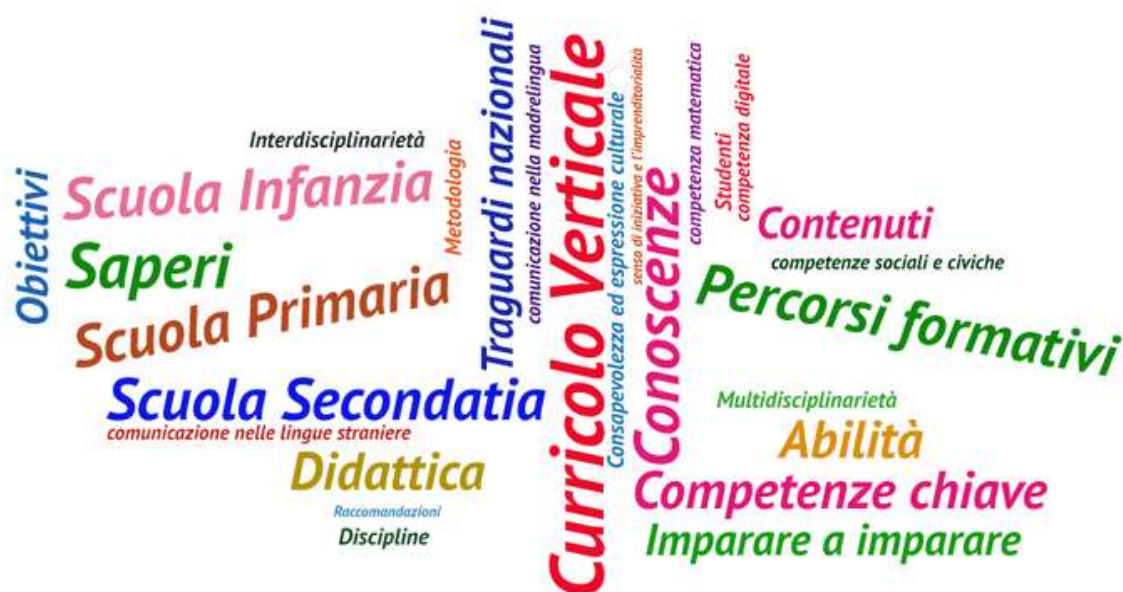 Obiettivi
Interdisciplinarietà
Scuola Infanzia
Saperi
Scuola Primaria
Scuola Secondatia
comunicazione nelle lingue straniere
Didattica
Raccomandazioni
Discipline
Metodologia
Traguardi nazionali
comunicazione nella madrelingua
Curricolo Verticale
Consapevolezza ed espressione culturale
senso di iniziativa e l'imprenditorialità
Conoscenze
competenza matematica
Studenti
competenza digitale
Contenuti
competenze sociali e civiche
Percorsi formativi
Multidisciplinarietà
Abilità
Competenze chiave
Imparare a imparare